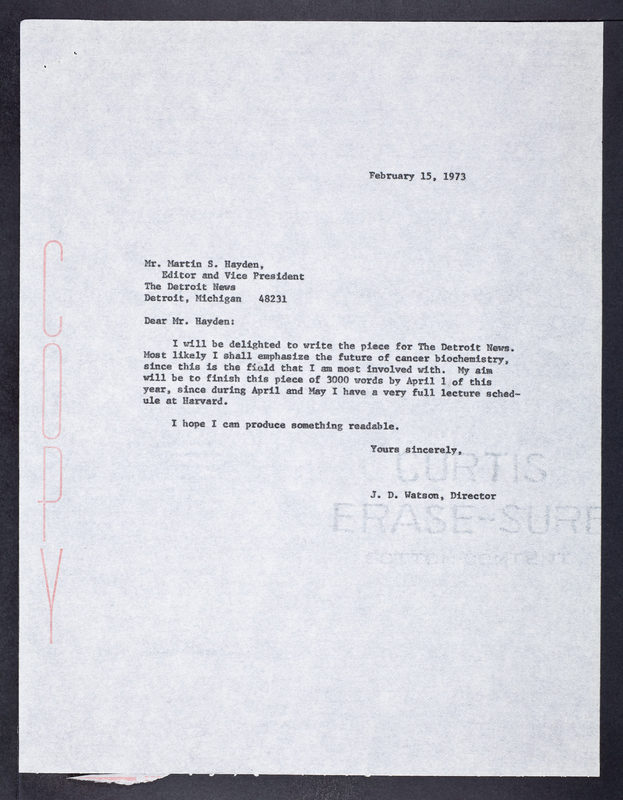 February 15, 1973
Mr. Martin S. Hayden,
Editor and Vice President
The Detroit News
Detroit, Michigan 48231
Dear Mr. Hayden:
I will be delighted to write the piece for The Detroit News.
Most likely I shall emphasize the future of cancer biochemistry,
since this is the field that I am most involved with. My aim
will be to finish this piece of 3000 words by April 1 of this
year, since during April and May I have a very full lecture sched-
ule at Harvard.
I hope I can produce something readable.
Yours sincerely,
J. D. Watson, Director
COPY
CURTIS
ERASE-SURE
COTTON CONTENT